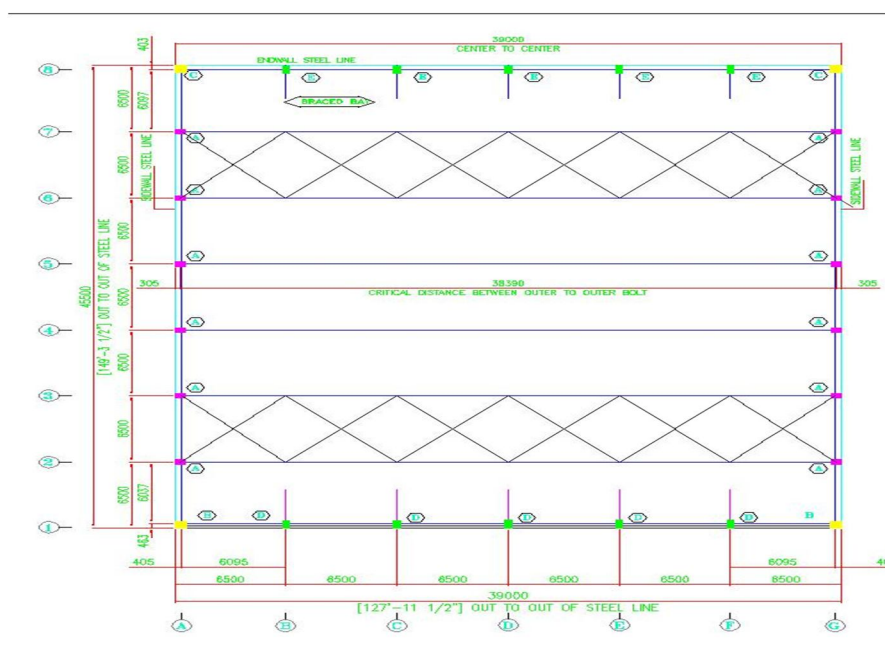 39000
CENTER TO CENTER
403
ENDWALL STEEL LINE
8
C
E
E
E
E
E
C
BRACED BAY
6500
6097
7
A
A
6500
SIDEWALL STEEL LINE
SIDEWALL STEEL LINE
6
A
A
6500
5
A
A
45500
[149'-3 1/2"] OUT TO OUT OF STEEL LINE
305
38390
305
CRITICAL DISTANCE BETWEEN OUTER TO OUTER BOLT
6500
4
A
A
6500
3
A
A
6500
2
A
A
6500
6037
B
D
D
D
D
D
B
1
463
405
6095
6095
6500
6500
6500
6500
6500
6500
39000
[127'-11 1/2"] OUT TO OUT OF STEEL LINE
A
B
C
D
E
F
G